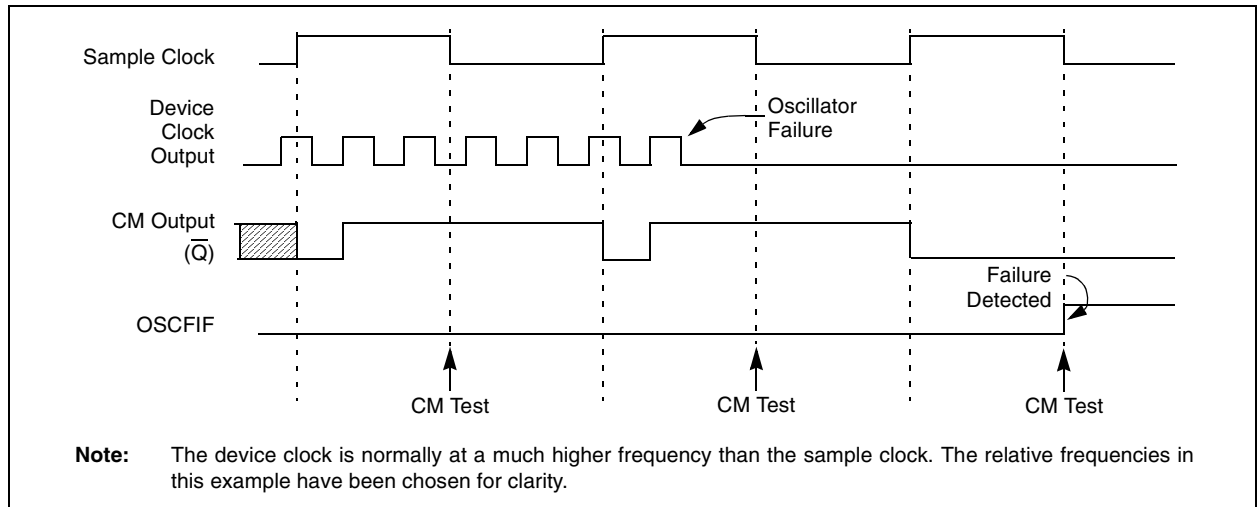 Sample Clock
Device
Clock
Output
Oscillator
Failure
CM Output
(Q̅)
Failure
Detected
OSCFIF
CM Test
CM Test
CM Test
Note: The device clock is normally at a much higher frequency than the sample clock. The relative frequencies in
this example have been chosen for clarity.